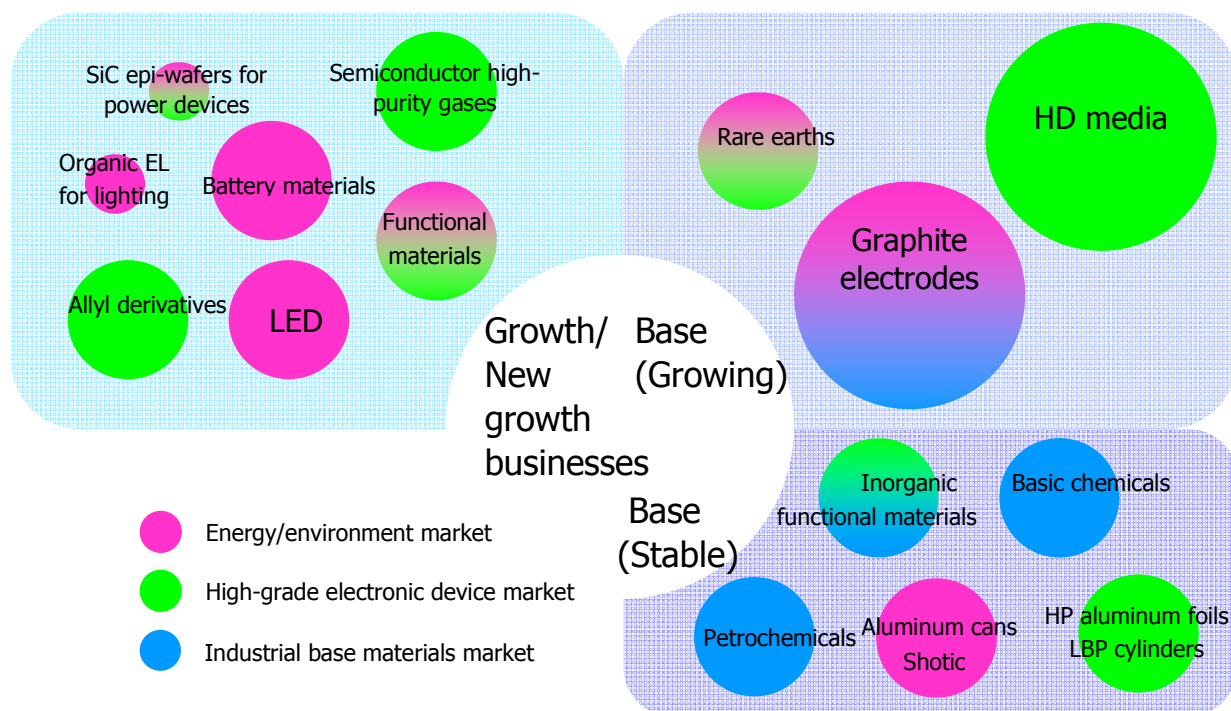 SiC epi-wafers for
power devices
Semiconductor high-
purity gases
Organic EL
for lighting
Battery materials
Functional
materials
Allyl derivatives
LED
Rare earths
HD media
Graphite
electrodes
Growth/
New
growth
businesses
Base
(Growing)
Base
(Stable)
Inorganic
functional materials
Basic chemicals
Petrochemicals
Aluminum cans
Shotic
HP aluminum foils
LBP cylinders
Energy/environment market
High-grade electronic device market
Industrial base materials market